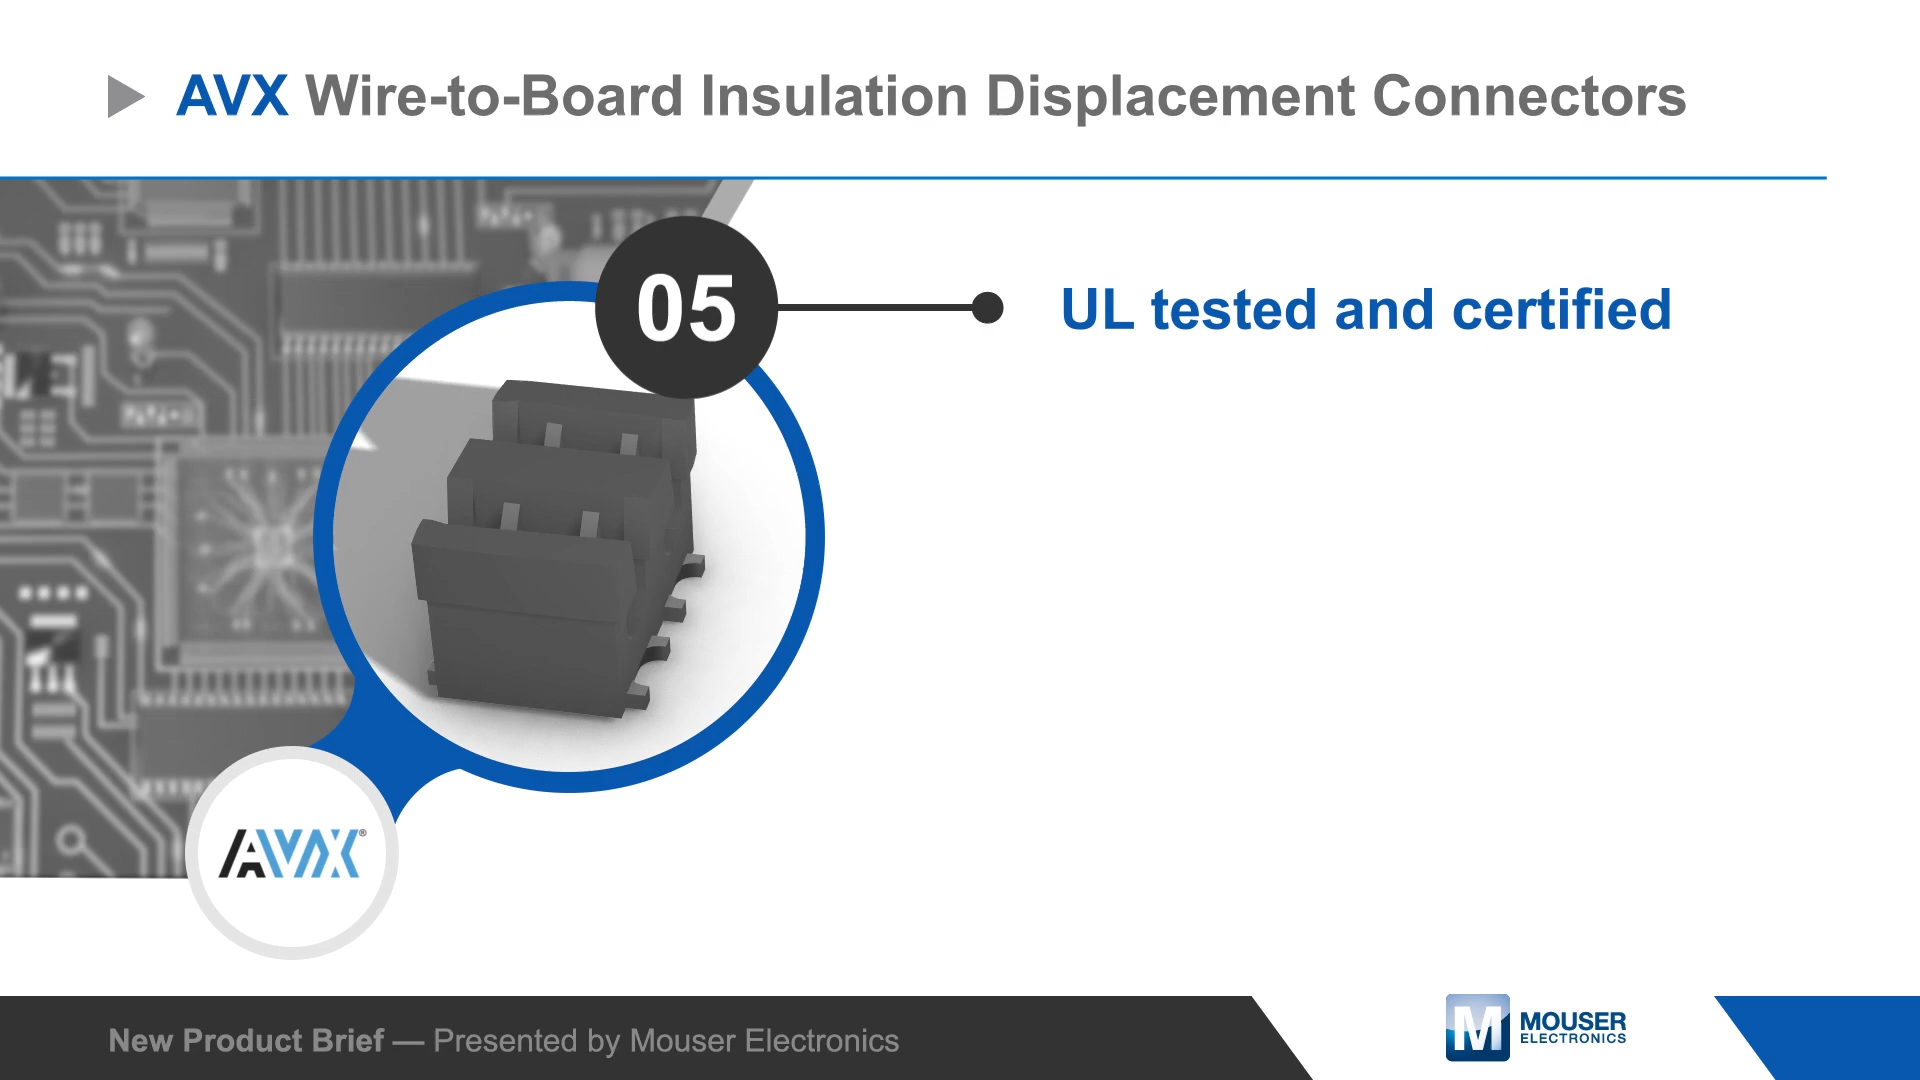 AVX Wire-to-Board Insulation Displacement Connectors
05
UL tested and certified
AVX®
New Product Brief — Presented by Mouser Electronics
M
MOUSER
ELECTRONICS